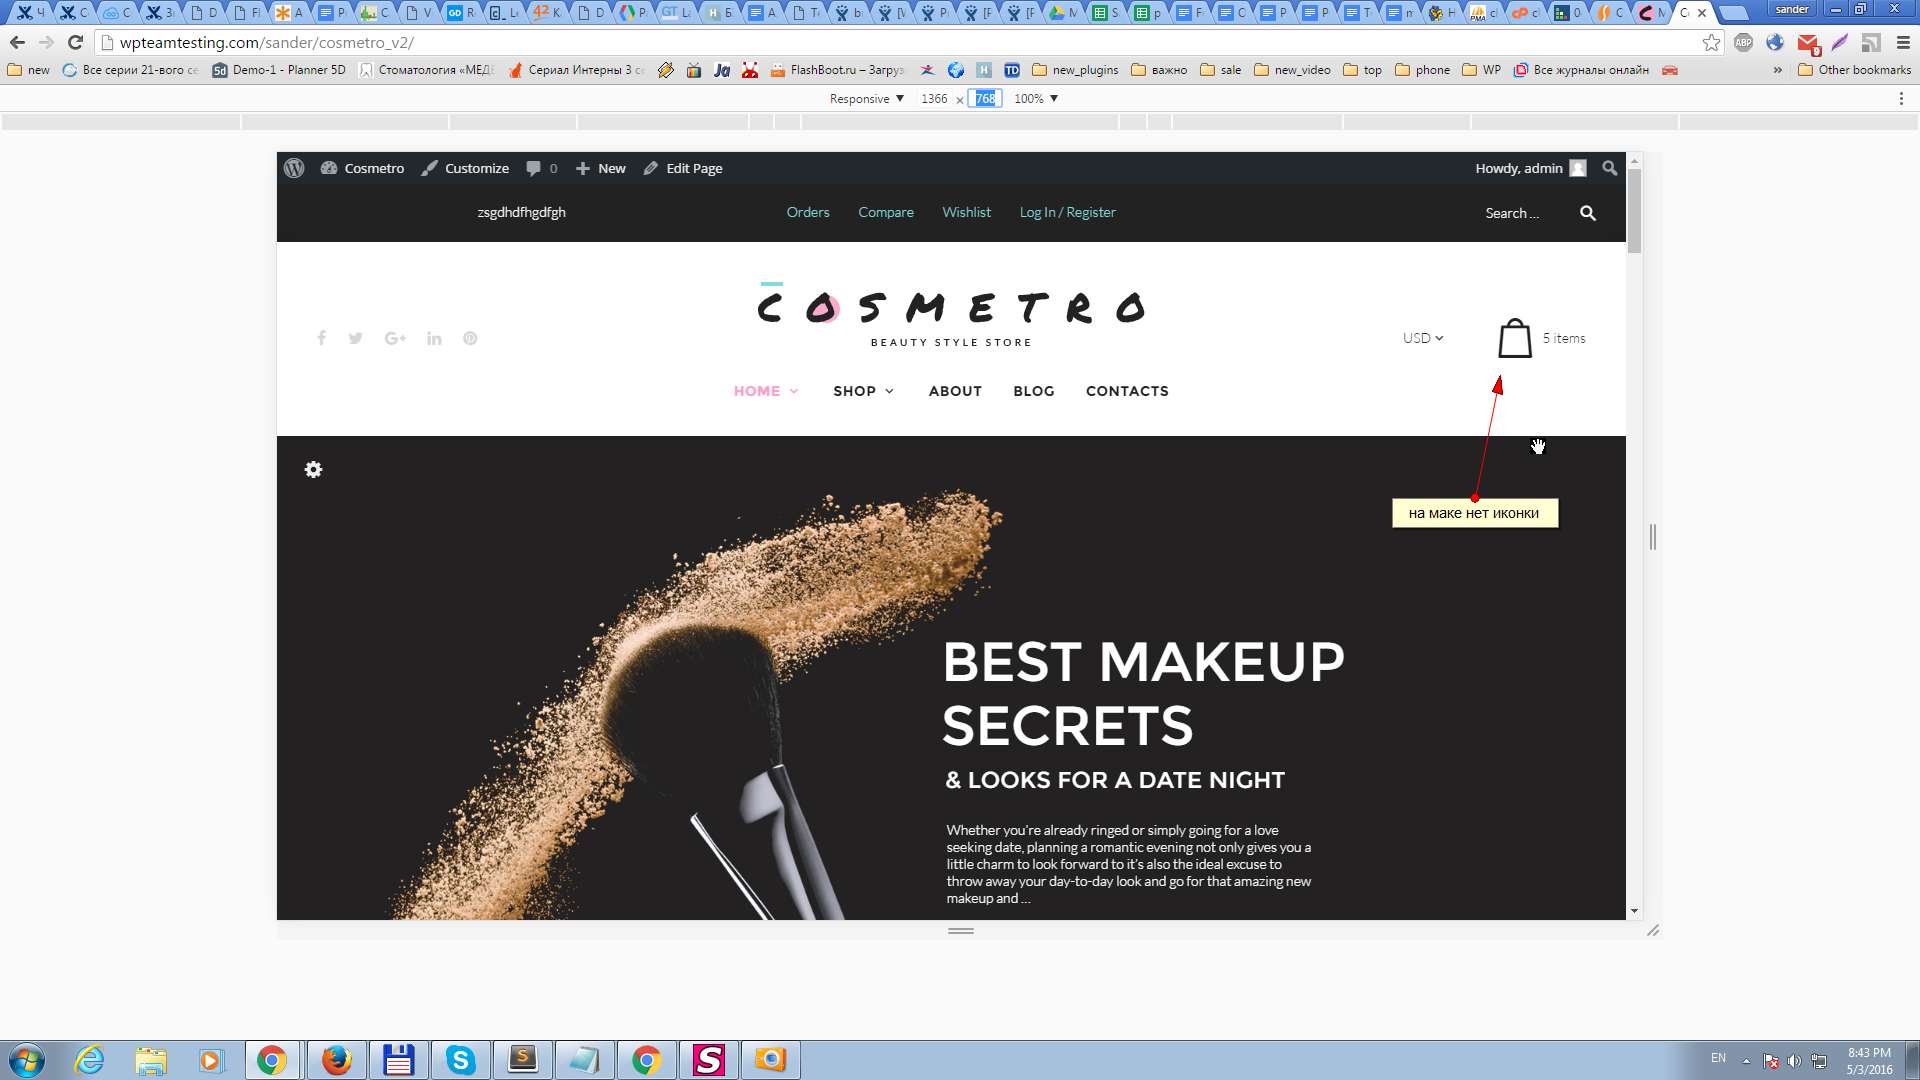 sander
wpteamtesting.com/sander/cosmetro_v2/
ABP
9
new
Все серии 21-вого се
Demo-1 - Planner 5D
Стоматология «МЕДЕ
Сериал Интерны 3 се
FlashBoot.ru – Загруз
new_plugins
важно
sale
new_video
top
phone
WP
Все журналы онлайн
» Other bookmarks
Responsive ▼ 1366 × 768 100% ▼
Cosmetro Customize 0 New Edit Page
Howdy, admin
zsgdhdfhgdfgh
Orders Compare Wishlist Log In / Register
Search ...
COSMETRO
BEAUTY STYLE STORE
USD
5 items
HOME SHOP ABOUT BLOG CONTACTS
на маке нет иконки
BEST MAKEUP
SECRETS
& LOOKS FOR A DATE NIGHT
Whether you're already ringed or simply going for a love
seeking date, planning a romantic evening not only gives you a
little charm to look forward to it's also the ideal excuse to
throw away your day-to-day look and go for that amazing new
makeup and ...
EN
8:43 PM
5/3/2016